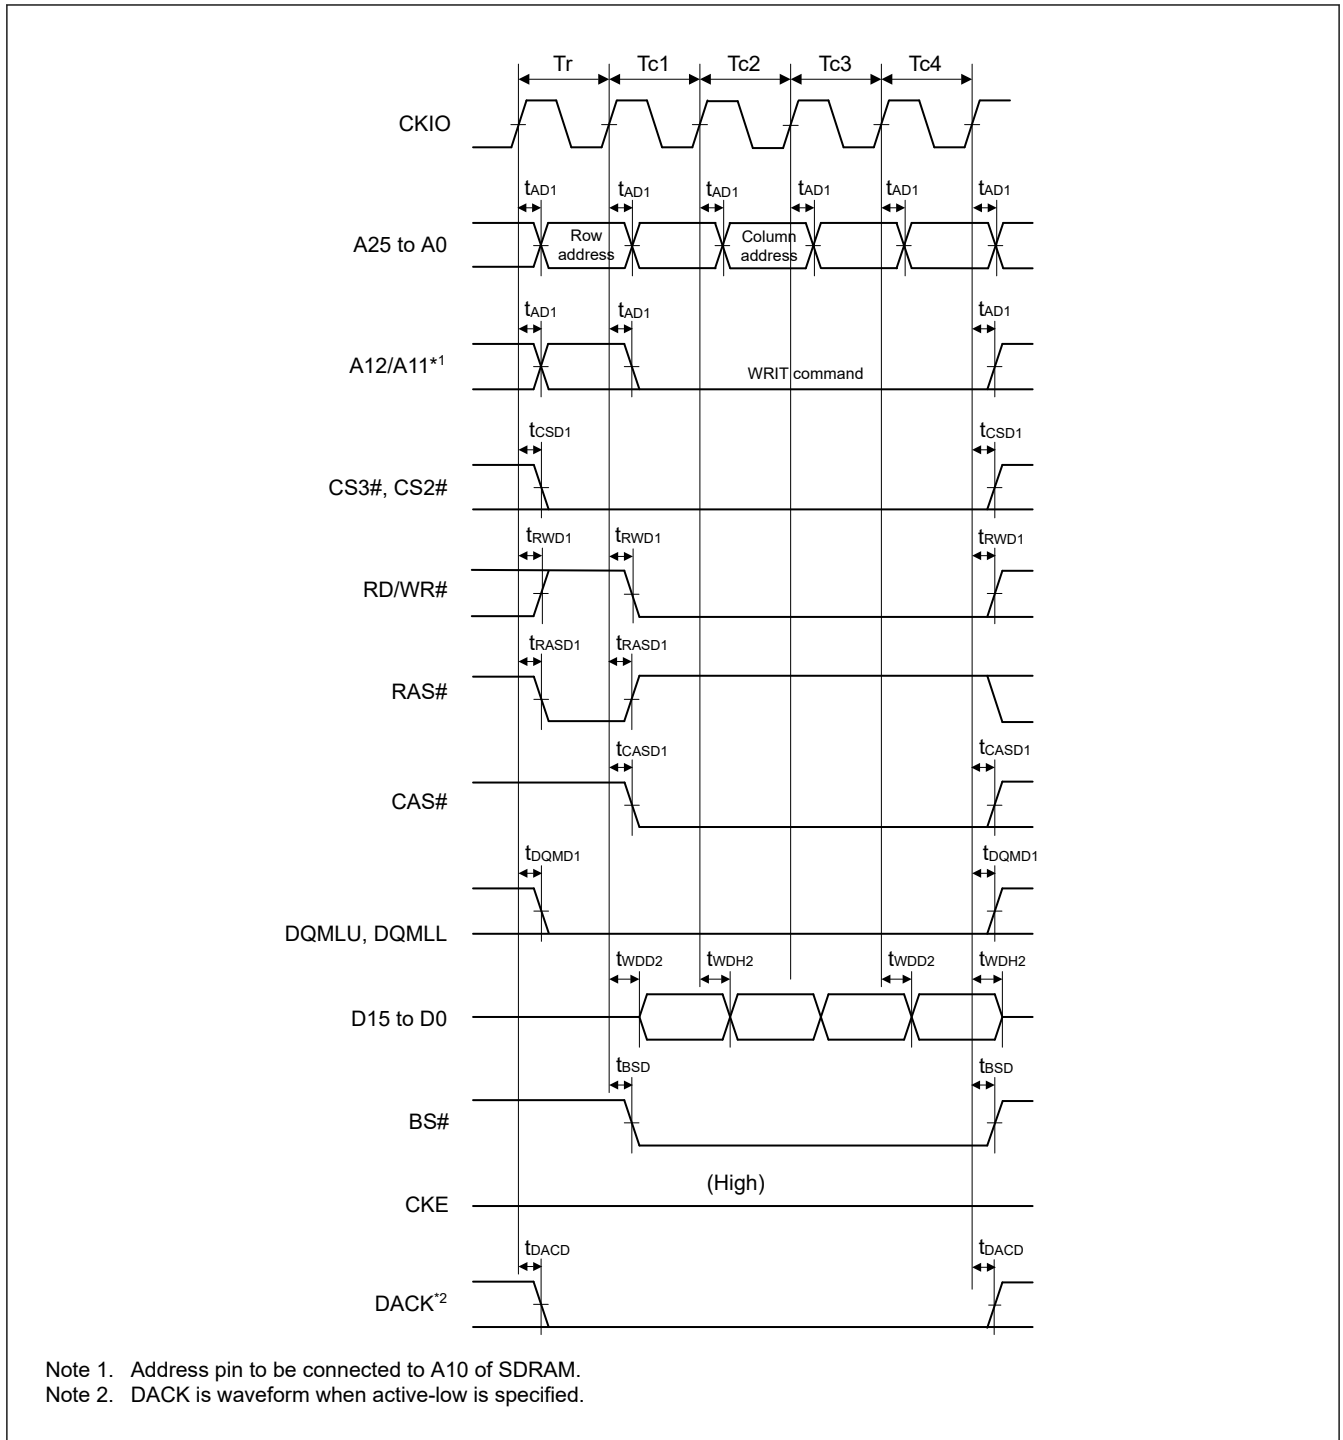 Tr Tc1 Tc2 Tc3 Tc4
CKIO
tAD1 tAD1 tAD1 tAD1 tAD1 tAD1
A25 to A0
Row
address
Column
address
tAD1 tAD1 tAD1
A12/A11*1
WRIT command
tCSD1 tCSD1
CS3#, CS2#
tRWD1 tRWD1 tRWD1
RD/WR#
tRASD1 tRASD1
RAS#
tCASD1 tCASD1
CAS#
tDQMD1 tDQMD1
DQMLU, DQMLL
tWDD2 tWDH2 tWDD2 tWDH2
D15 to D0
tBSD tBSD
BS#
(High)
CKE
tDACD tDACD
DACK*2
Note 1. Address pin to be connected to A10 of SDRAM.
Note 2. DACK is waveform when active-low is specified.